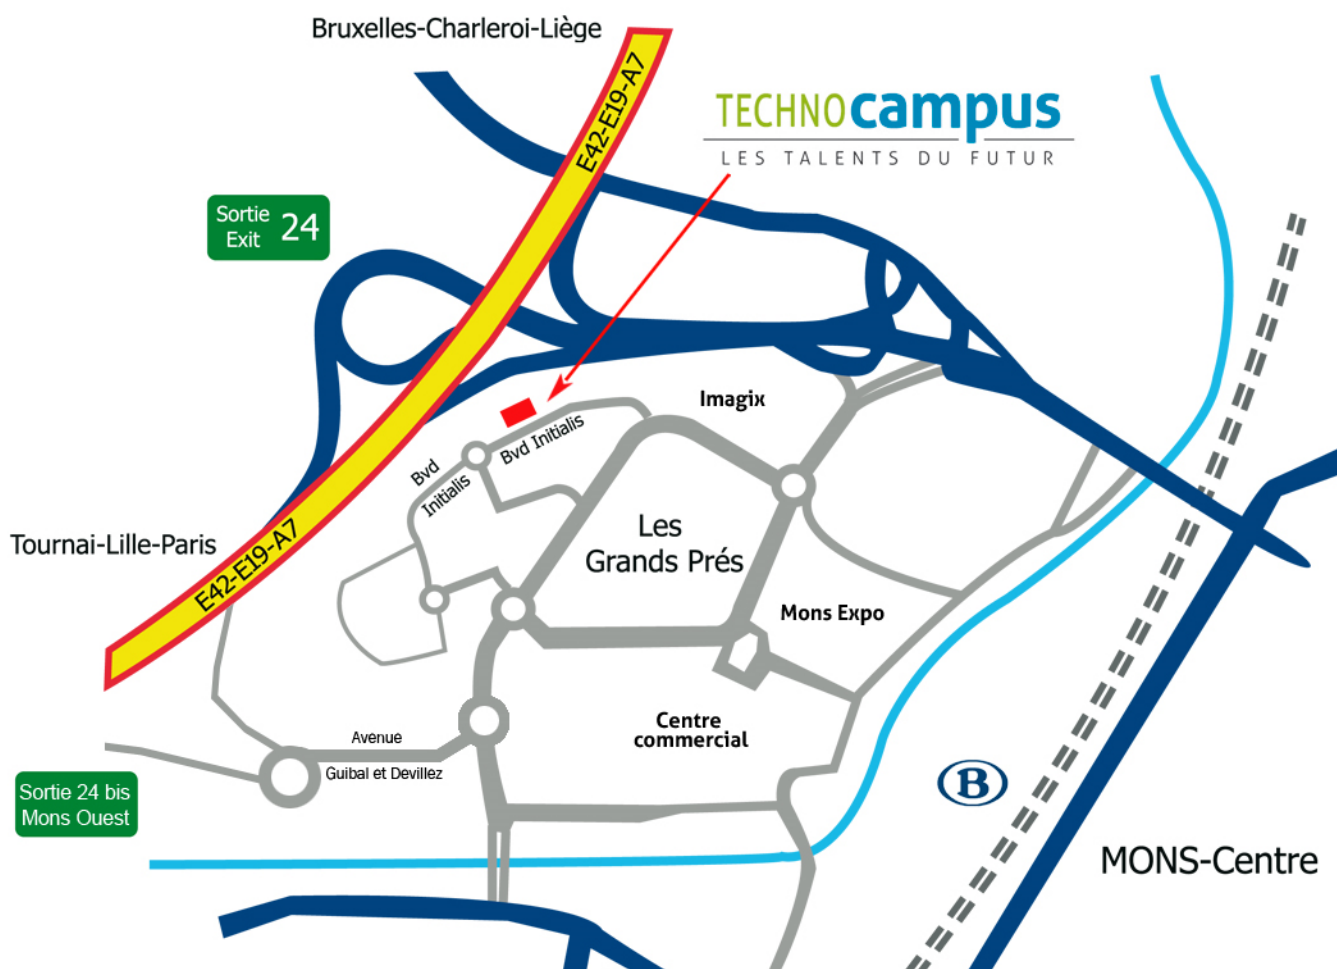 Bruxelles-Charleroi-Liège
E42-E19-A7
TECHNOcampus
LES TALENTS DU FUTUR
Sortie
Exit 24
Imagix
Bvd Initialis
Bvd
Initialis
Les
Grands Prés
Tournai-Lille-Paris
E42-E19-A7
Mons Expo
Centre
commercial
Avenue
Guibal et Devillez
Sortie 24 bis
Mons Ouest
B
MONS-Centre